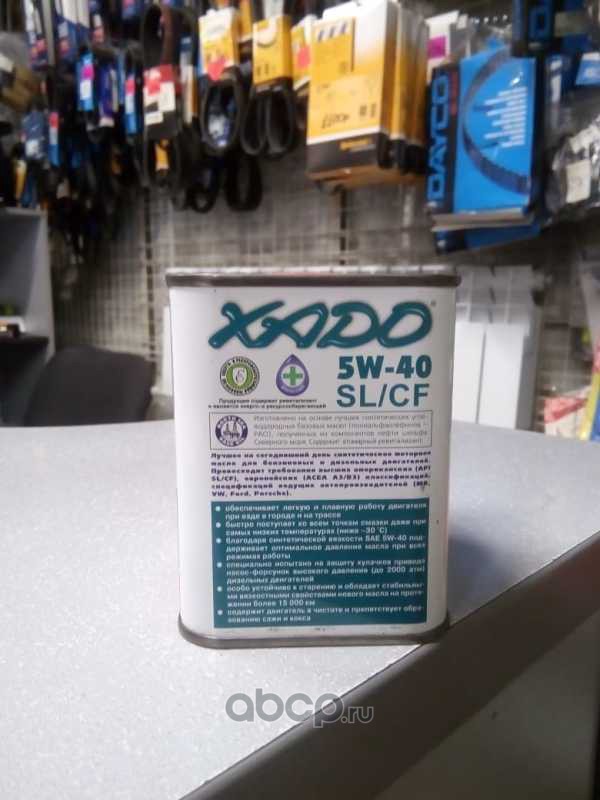 DAYCO
XADO®
5W-40
SL/CF
Продукция содержит ревитализант
и является энерго- и ресурсосберегающей
Изготовлено на основе лучших синтетических угле-
водородных базовых масел (полиальфаолефинов –
PAO), полученных из компонентов нефти шельфа
Северного моря. Содержит атомарный ревитализант.
Лучшее на сегодняшний день синтетическое моторное
масло для бензиновых и дизельных двигателей.
Превосходит требования высших американских (API
SL/CF), европейских (ACEA A3/B3) классификаций,
спецификаций ведущих автопроизводителей (MB,
VW, Ford, Porsche).
обеспечивает легкую и плавную работу двигателя
при езде в городе и на трассе
быстро поступает ко всем точкам смазки даже при
самых низких температурах (ниже –30°C)
благодаря синтетической вязкости SAE 5W-40 под-
держивает оптимальное давление масла при всех
режимах работы
специально испытано на защиту кулачков привода
насос-форсунок высокого давления (до 2000 атм)
дизельных двигателей
особо устойчиво к старению и обладает стабильны-
ми вязкостными свойствами нового масла на протя-
жении более 15 000 км
содержит двигатель в чистоте и препятствует обра-
зованию сажи и кокса
abcp.ru